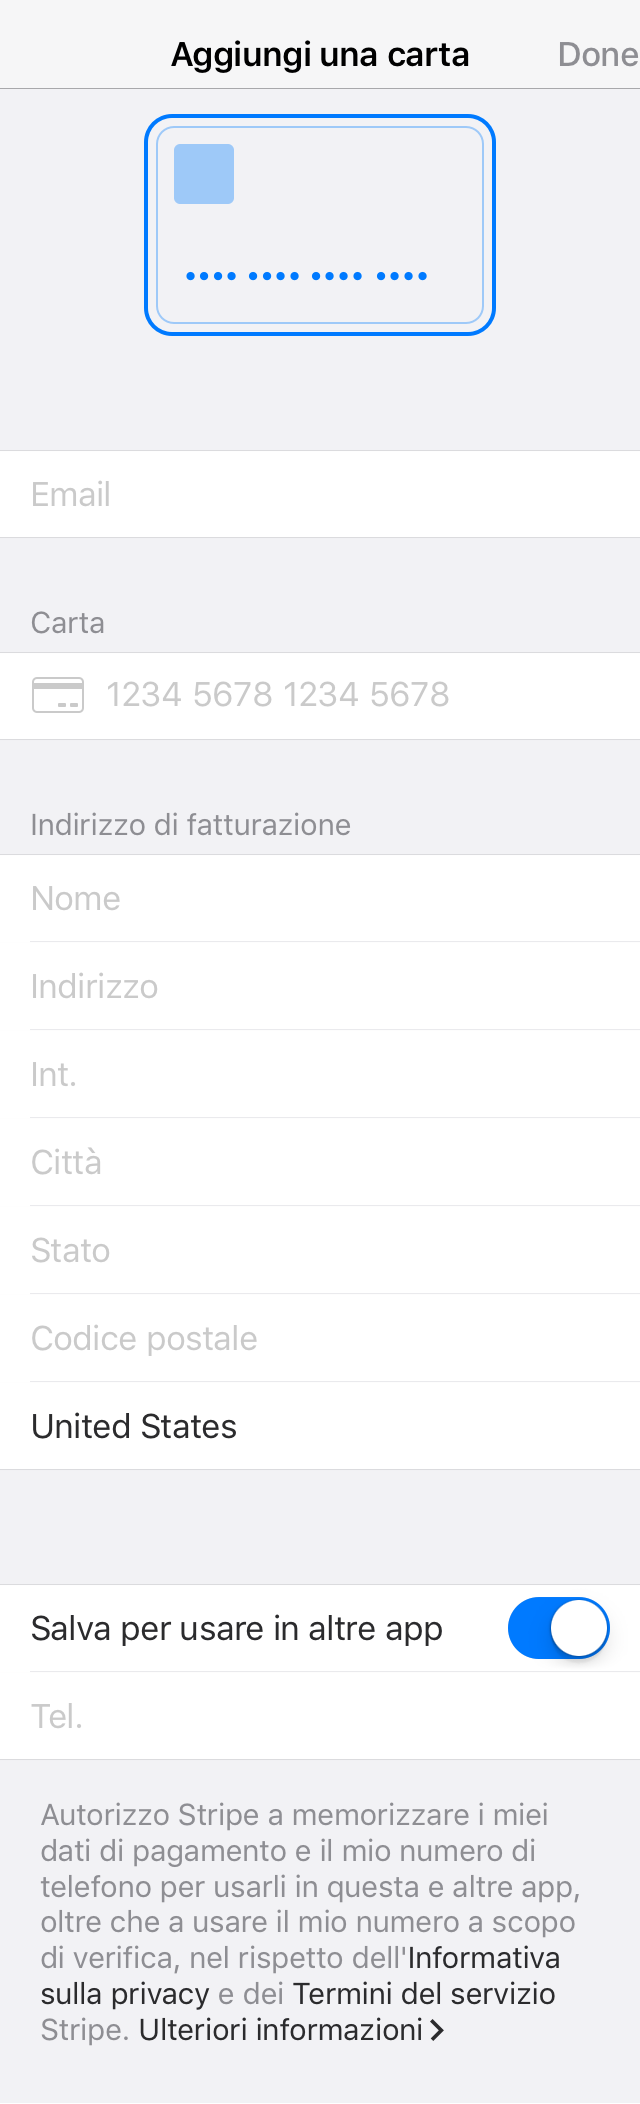 Aggiungi una carta
Done
•••• •••• •••• ••••
Email
Carta
1234 5678 1234 5678
Indirizzo di fatturazione
Nome
Indirizzo
Int.
Città
Stato
Codice postale
United States
Salva per usare in altre app
Tel.
Autorizzo Stripe a memorizzare i miei
dati di pagamento e il mio numero di
telefono per usarli in questa e altre app,
oltre che a usare il mio numero a scopo
di verifica, nel rispetto dell'Informativa
sulla privacy e dei Termini del servizio
Stripe. Ulteriori informazioni